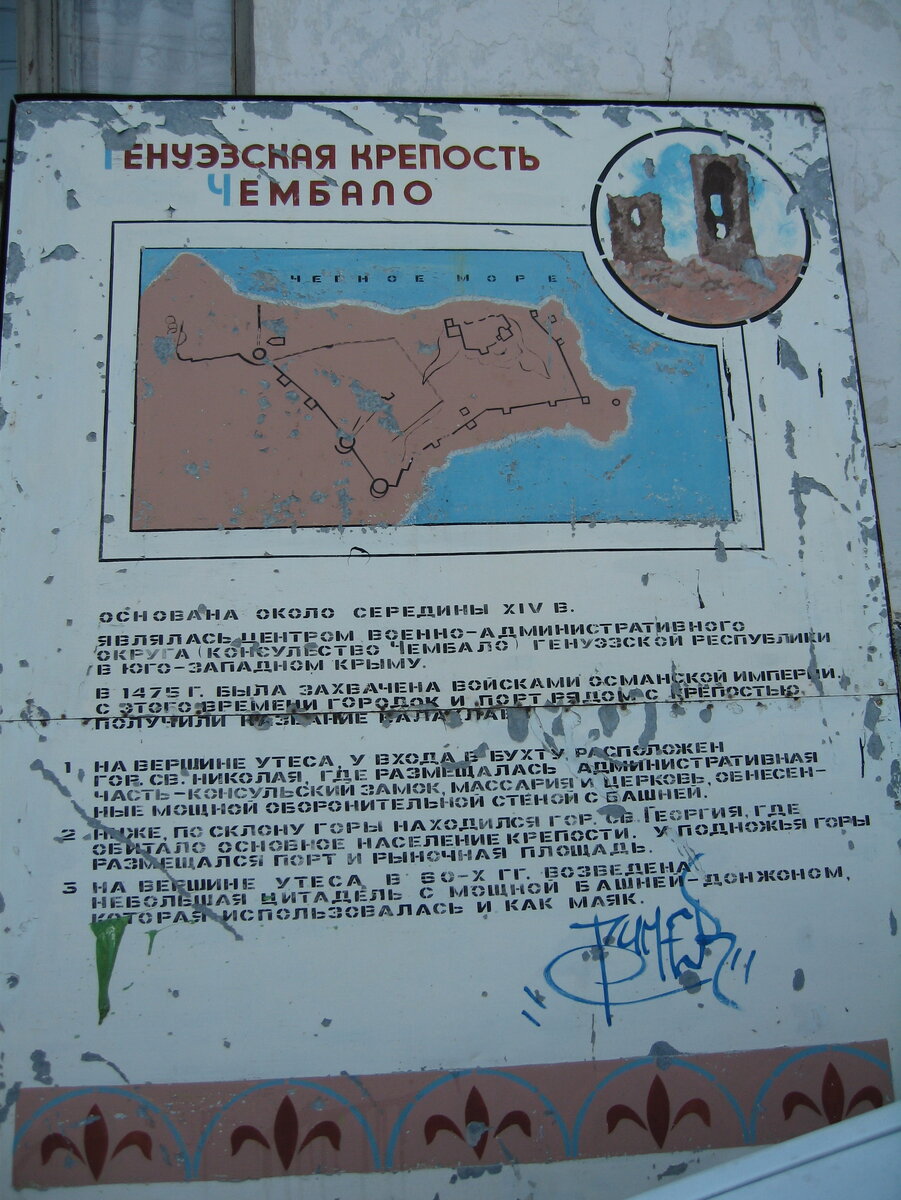 ГЕНУЭЗСКАЯ КРЕПОСТЬ
ЧЕМБАЛО
ЧЕРНОЕ МОРЕ
ОСНОВАНА ОКОЛО СЕРЕДИНЫ XIV В.
ЯВЛЯЛАСЬ ЦЕНТРОМ ВОЕННО-АДМИНИСТРАТИВНОГО
ОКРУГА (КОНСУЛЬСТВО ЧЕМБАЛО) ГЕНУЭЗСКОЙ РЕСПУБЛИКИ
В ЮГО-ЗАПАДНОМ КРЫМУ.
В 1475 Г. БЫЛА ЗАХВАЧЕНА ВОЙСКАМИ ОСМАНСКОЙ ИМПЕРИИ.
С ЭТОГО ВРЕМЕНИ ГОРОДОК И ПОРТ РЯДОМ С КРЕПОСТЬЮ
ПОЛУЧИЛИ НАЗВАНИЕ БАЛАКЛАВА
1 НА ВЕРШИНЕ УТЕСА, У ВХОДА В БУХТУ РАСПОЛОЖЕН
ГОР. СВ. НИКОЛАЯ, ГДЕ РАЗМЕЩАЛАСЬ АДМИНИСТРАТИВНАЯ
ЧАСТЬ-КОНСУЛЬСКИЙ ЗАМОК, МАССАРИЯ И ЦЕРКОВЬ, ОБНЕСЕН-
НЫЕ МОЩНОЙ ОБОРОНИТЕЛЬНОЙ СТЕНОЙ С БАШНЕЙ.
2 НИЖЕ, ПО СКЛОНУ ГОРЫ НАХОДИЛСЯ ГОР. СВ ГЕОРГИЯ, ГДЕ
ОБИТАЛО ОСНОВНОЕ НАСЕЛЕНИЕ КРЕПОСТИ. У ПОДНОЖЬЯ ГОРЫ
РАЗМЕЩАЛСЯ ПОРТ И РЫНОЧНАЯ ПЛОЩАДЬ.
3 НА ВЕРШИНЕ УТЕСА В 60-Х ГГ. ВОЗВЕДЕНА
НЕБОЛЬШАЯ ЦИТАДЕЛЬ С МОЩНОЙ БАШНЕЙ ДОНЖОНОМ,
КОТОРАЯ ИСПОЛЬЗОВАЛАСЬ И КАК МАЯК.